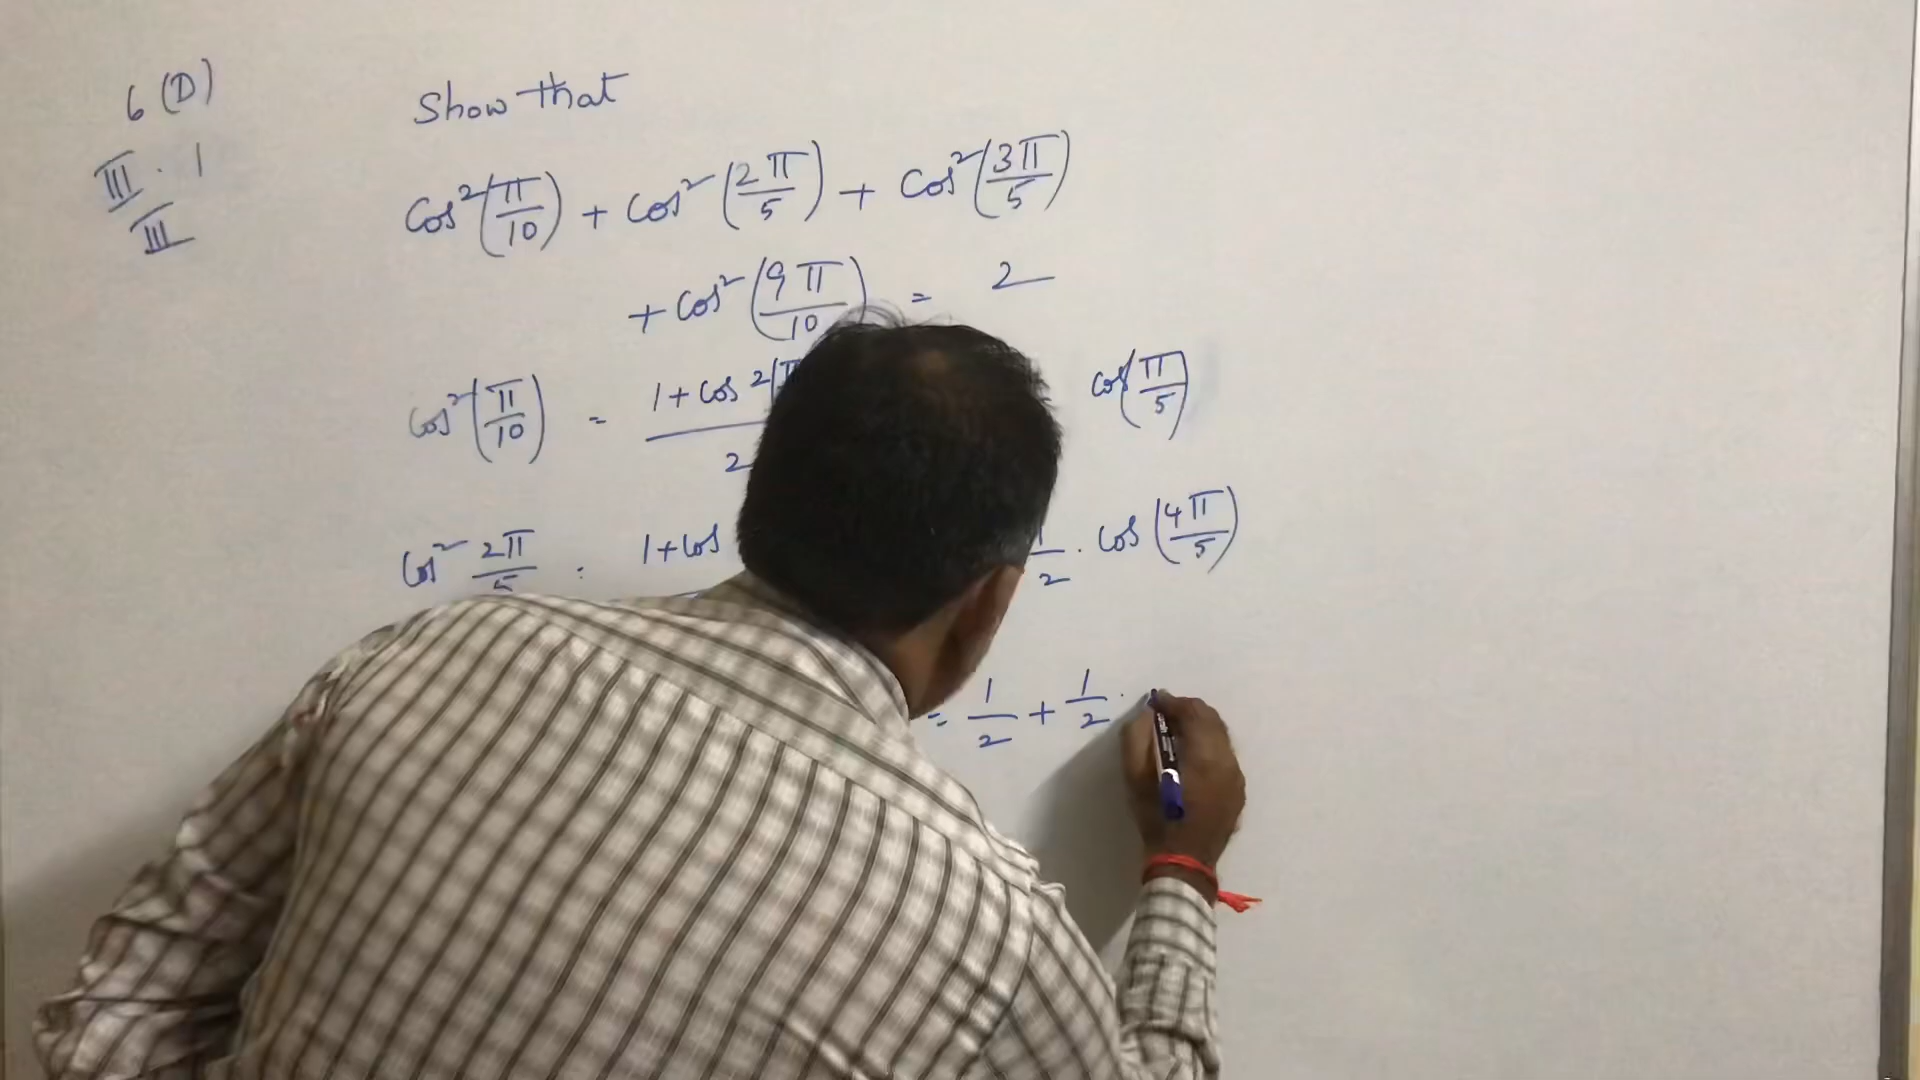 6 (D)
III . 1
III
Show that
Cos²(π/10) + Cos²(2π/5) + Cos²(3π/5)
+ Cos²(9π/10) = 2
Cos²(π/10) = 1 + Cos 2(π / 2 cos(π/5)
Cos² 2π/5 : 1 + Cos 1/2 . Cos(4π/5)
= 1/2 + 1/2 .